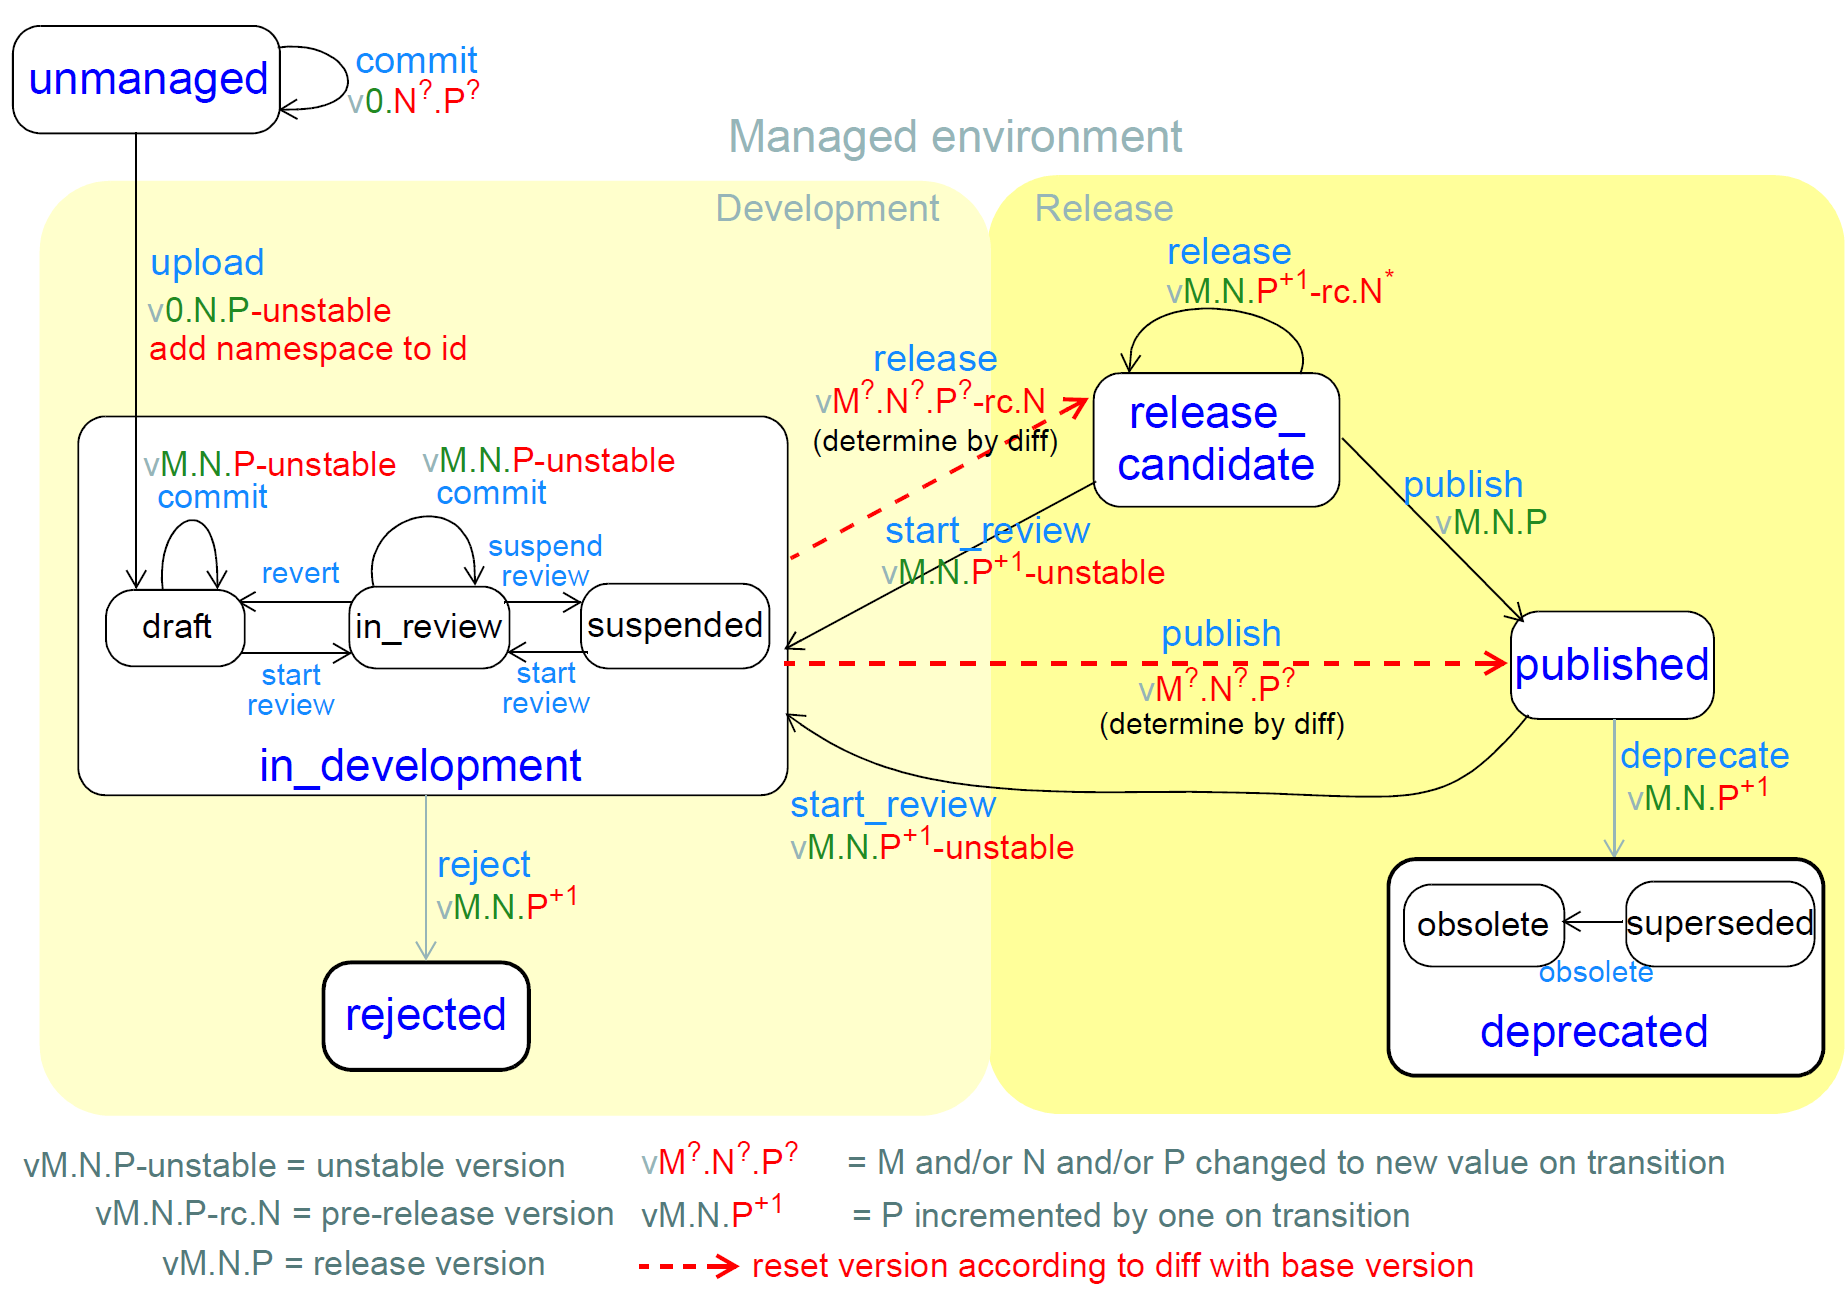 unmanaged
commit
v0.N?.P?
Managed environment
Development
Release
upload
v0.N.P-unstable
add namespace to id
release
vM.N.P+1-rc.N*
release
vM?.N?.P?-rc.N
(determine by diff)
release_
candidate
vM.N.P-unstable
commit
vM.N.P-unstable
commit
revert
suspend
review
draft
in_review
suspended
start
review
start
review
in_development
start_review
vM.N.P+1-unstable
publish
vM.N.P
publish
vM?.N?.P?
(determine by diff)
published
start_review
vM.N.P+1-unstable
deprecate
vM.N.P+1
reject
vM.N.P+1
rejected
obsolete
superseded
obsolete
deprecated
vM.N.P-unstable = unstable version
vM.N.P-rc.N = pre-release version
vM.N.P = release version
vM?.N?.P? = M and/or N and/or P changed to new value on transition
vM.N.P+1 = P incremented by one on transition
reset version according to diff with base version